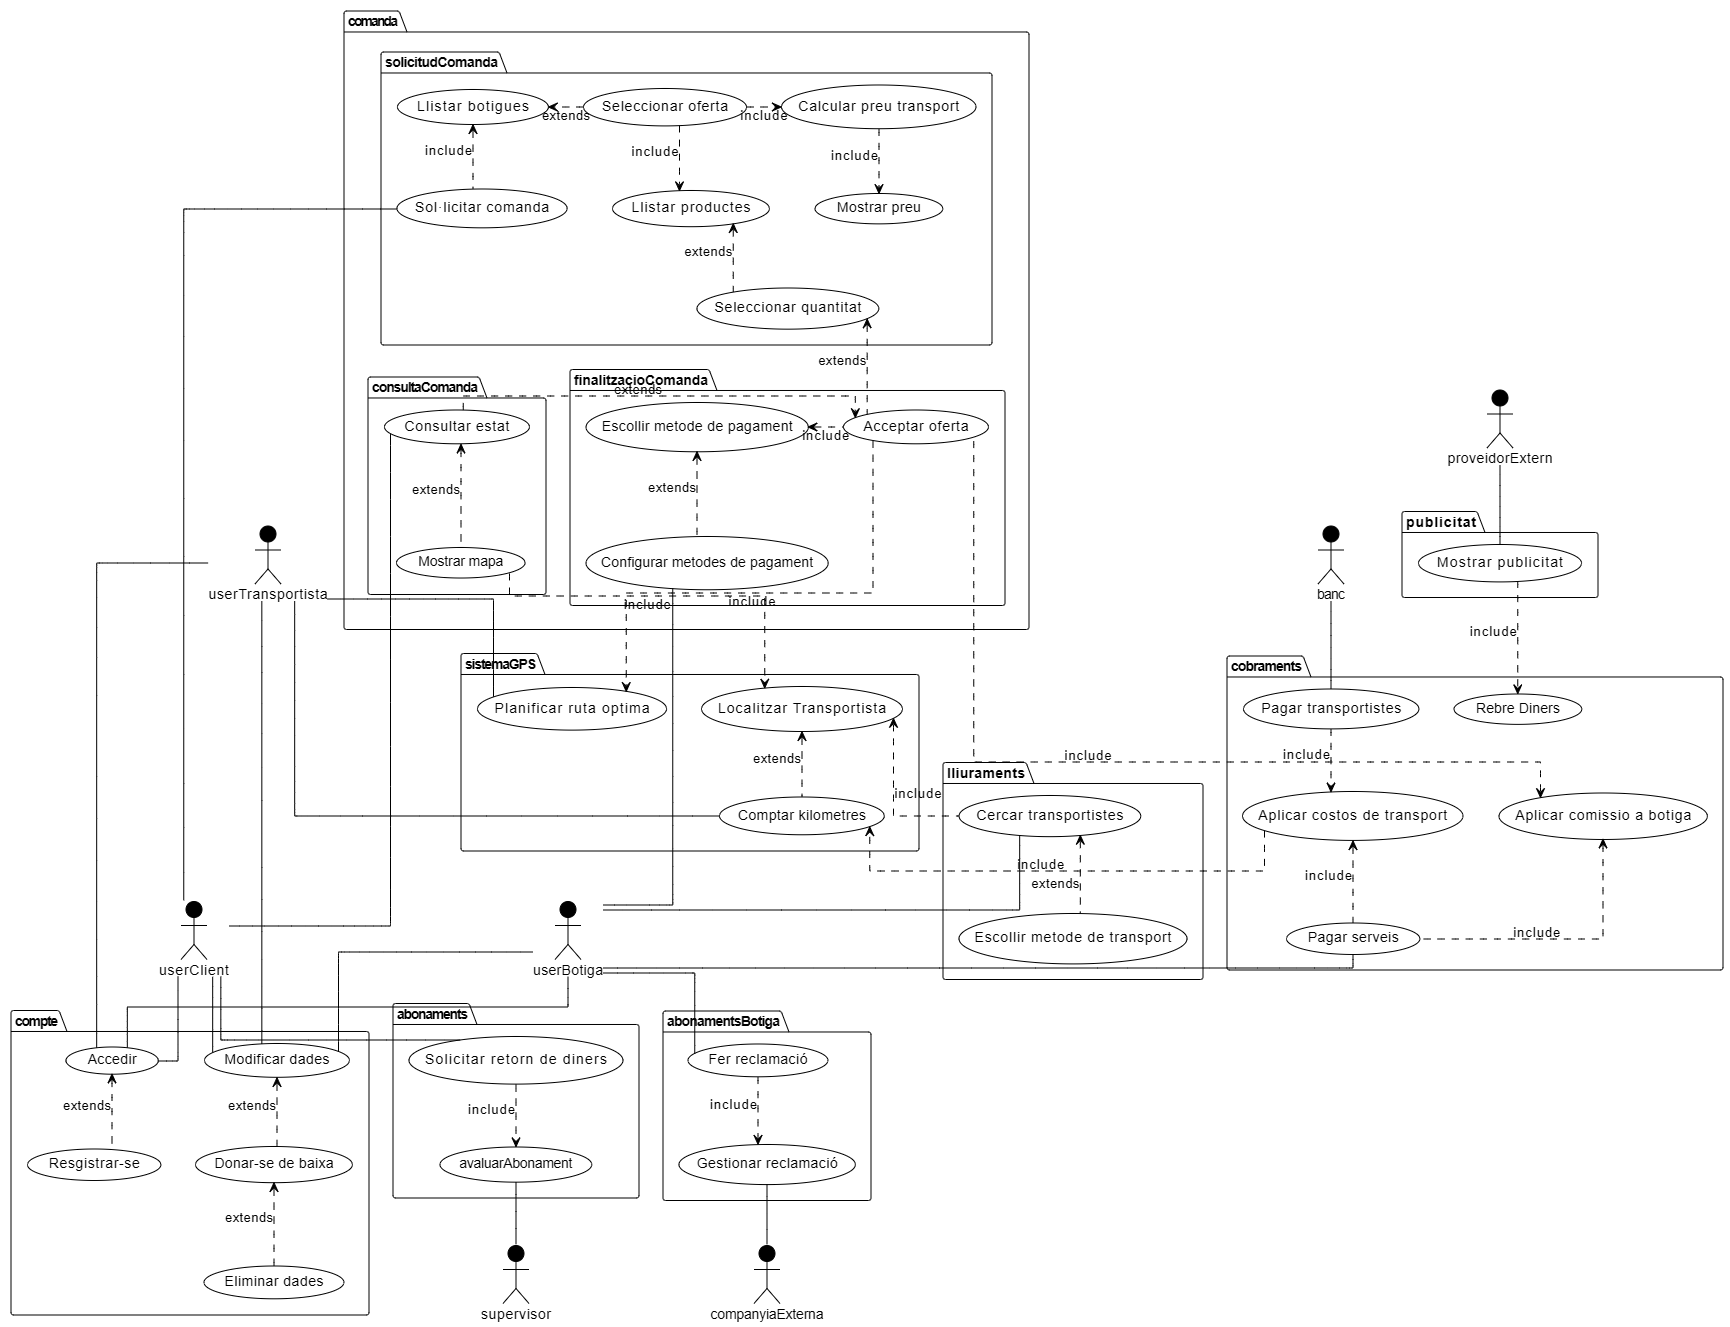 comanda
solicitudComanda
Llistar botigues
extends
Seleccionar oferta
include
Calcular preu transport
include
include
include
Sol·licitar comanda
Llistar productes
Mostrar preu
extends
Seleccionar quantitat
extends
consultaComanda
finalitzacioComanda
extends
Consultar estat
Escollir metode de pagament
include
Acceptar oferta
extends
extends
Mostrar mapa
Configurar metodes de pagament
include
include
proveidorExtern
publicitat
Mostrar publicitat
userTransportista
banc
include
sistemaGPS
cobraments
Planificar ruta optima
Localitzar Transportista
Pagar transportistes
Rebre Diners
extends
include
include
lliuraments
include
Comptar kilometres
Cercar transportistes
Aplicar costos de transport
Aplicar comissio a botiga
include
extends
include
Escollir metode de transport
Pagar serveis
include
userClient
userBotiga
compte
abonaments
abonamentsBotiga
Accedir
Modificar dades
Solicitar retorn de diners
Fer reclamació
extends
extends
include
include
Resgistrar-se
Donar-se de baixa
avaluarAbonament
Gestionar reclamació
extends
Eliminar dades
supervisor
companyiaExterna